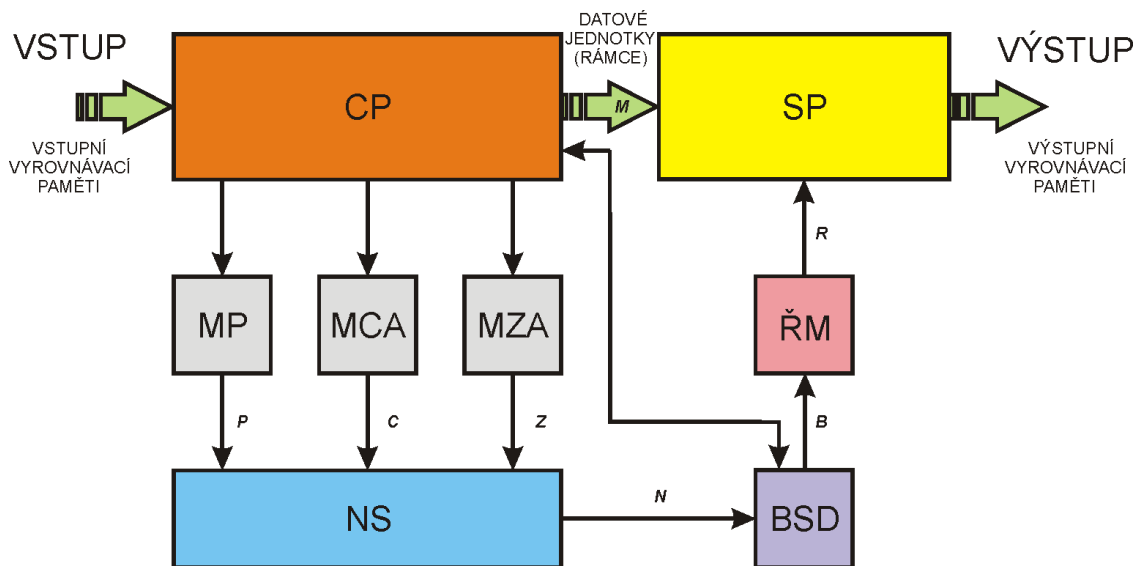 DATOVÉ
JEDNOTKY
(RÁMCE)
VSTUP
VÝSTUP
CP
M
SP
VSTUPNÍ
VYROVNÁVACÍ
PAMĚTI
VÝSTUPNÍ
VYROVNÁVACÍ
PAMĚTI
R
MP
MCA
MZA
ŘM
P
C
Z
B
NS
N
BSD